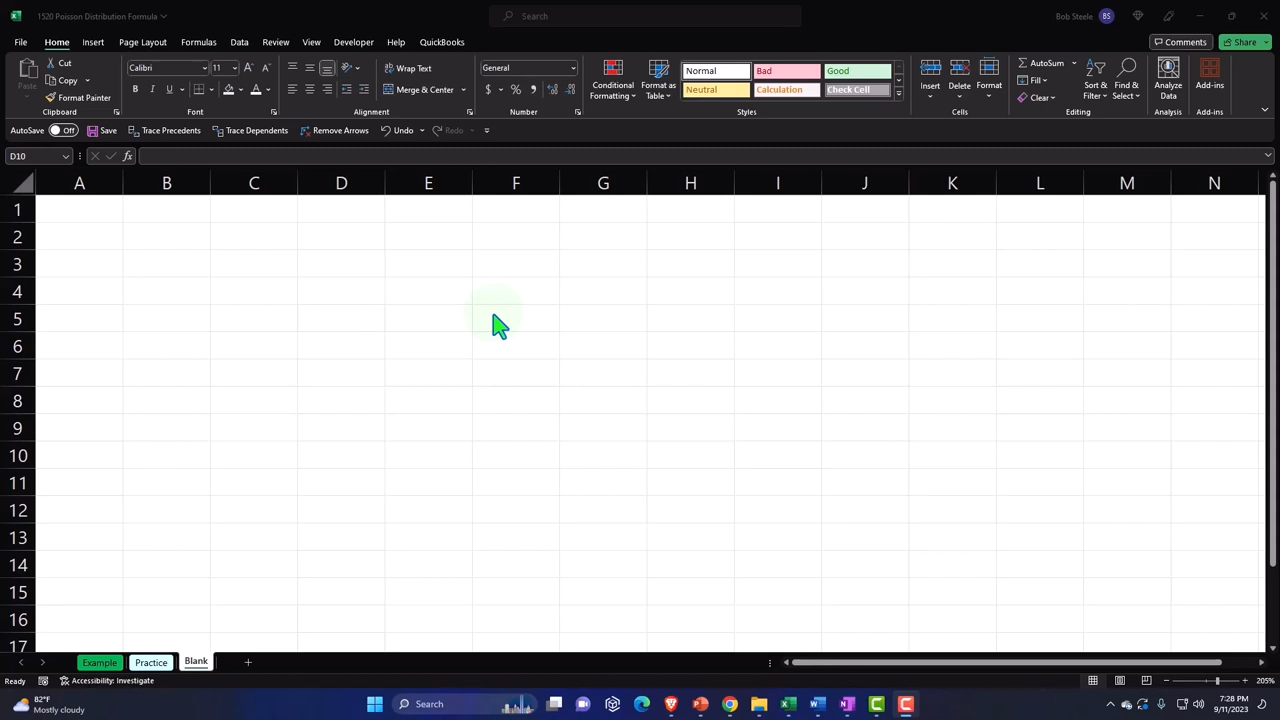 1520 Poisson Distribution Formula
Search
Bob Steele BS
File Home Insert Page Layout Formulas Data Review View Developer Help QuickBooks
Comments Share
Paste
Cut
Copy
Format Painter
Clipboard
Calibri 11
B I U
Font
Wrap Text
Merge & Center
Alignment
General
$ %
Number
Conditional Formatting
Format as Table
Normal Bad Good
Neutral Calculation Check Cell
Styles
Insert Delete Format
Cells
AutoSum
Fill
Clear
Sort & Filter
Find & Select
Editing
Analyze Data
Analysis
Add-ins
Add-ins
AutoSave Off Save Trace Precedents Trace Dependents Remove Arrows Undo Redo
D10 fx
A B C D E F G H I J K L M N
1
2
3
4
5
6
7
8
9
10
11
12
13
14
15
16
17
Example Practice Blank
Ready Accessibility: Investigate 205%
82°F
Mostly cloudy
Search
7:28 PM
9/11/2023